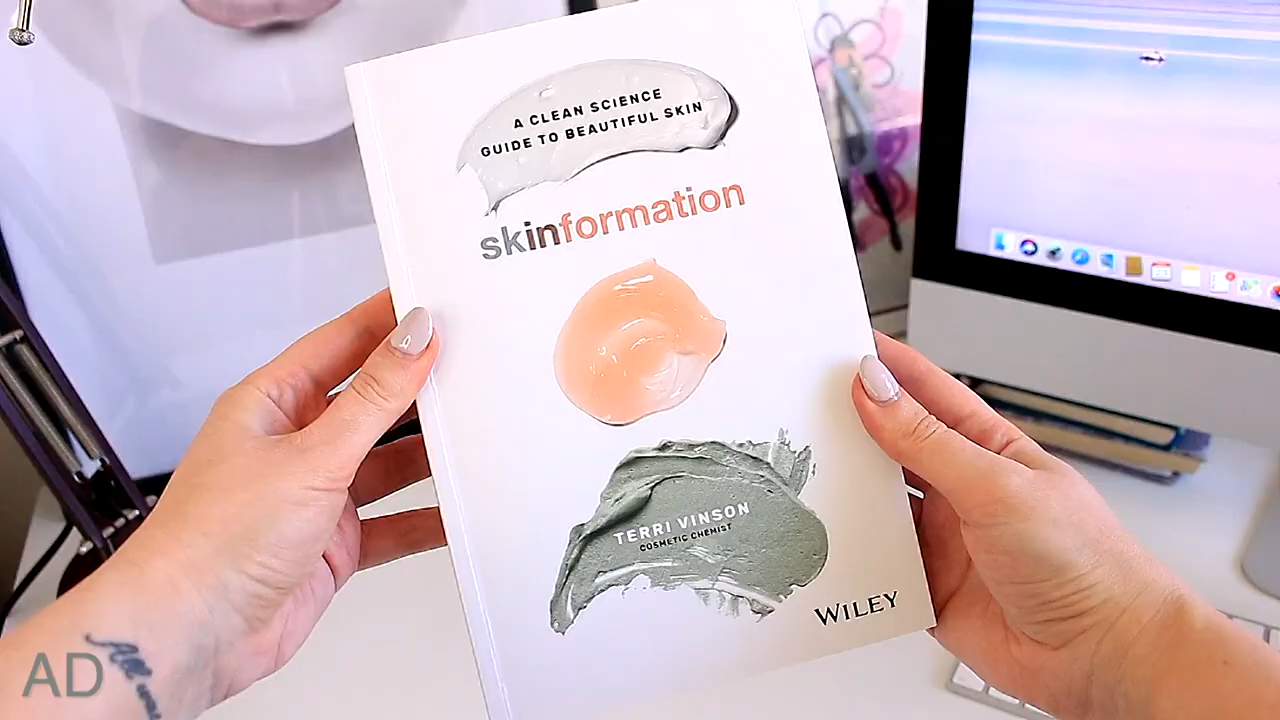 A CLEAN SCIENCE
GUIDE TO BEAUTIFUL SKIN
skinformation
TERRI VINSON
COSMETIC CHEMIST
WILEY
AD